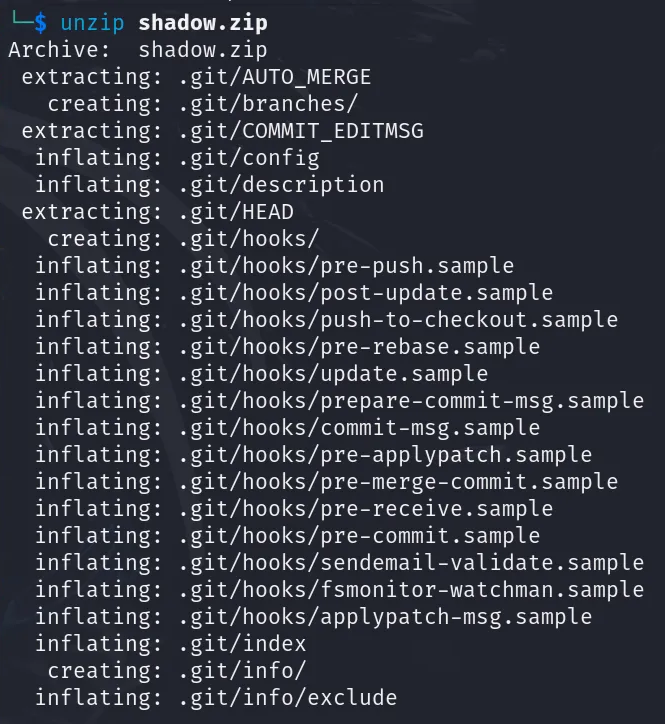 └─$ unzip shadow.zip
Archive:  shadow.zip
 extracting: .git/AUTO_MERGE
   creating: .git/branches/
 extracting: .git/COMMIT_EDITMSG
  inflating: .git/config
  inflating: .git/description
 extracting: .git/HEAD
   creating: .git/hooks/
  inflating: .git/hooks/pre-push.sample
  inflating: .git/hooks/post-update.sample
  inflating: .git/hooks/push-to-checkout.sample
  inflating: .git/hooks/pre-rebase.sample
  inflating: .git/hooks/update.sample
  inflating: .git/hooks/prepare-commit-msg.sample
  inflating: .git/hooks/commit-msg.sample
  inflating: .git/hooks/pre-applypatch.sample
  inflating: .git/hooks/pre-merge-commit.sample
  inflating: .git/hooks/pre-receive.sample
  inflating: .git/hooks/pre-commit.sample
  inflating: .git/hooks/sendemail-validate.sample
  inflating: .git/hooks/fsmonitor-watchman.sample
  inflating: .git/hooks/applypatch-msg.sample
  inflating: .git/index
   creating: .git/info/
  inflating: .git/info/exclude